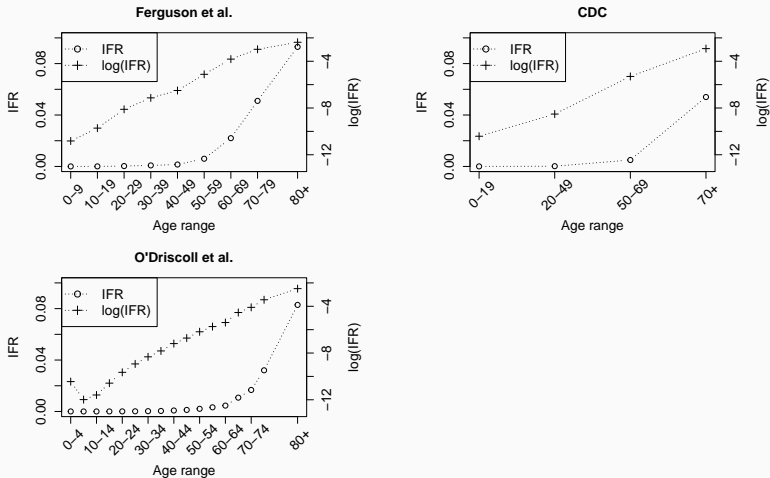 Ferguson et al.
IFR
log(IFR)
0.00
0.04
0.08
IFR
−12
−8
−4
log(IFR)
0−9
10−19
20−29
30−39
40−49
50−59
60−69
70−79
80+
Age range
CDC
IFR
log(IFR)
0.00
0.04
0.08
IFR
−12
−8
−4
log(IFR)
0−19
20−49
50−69
70+
Age range
O'Driscoll et al.
IFR
log(IFR)
0.00
0.04
0.08
IFR
−12
−8
−4
log(IFR)
0−4
10−14
20−24
30−34
40−44
50−54
60−64
70−74
80+
Age range